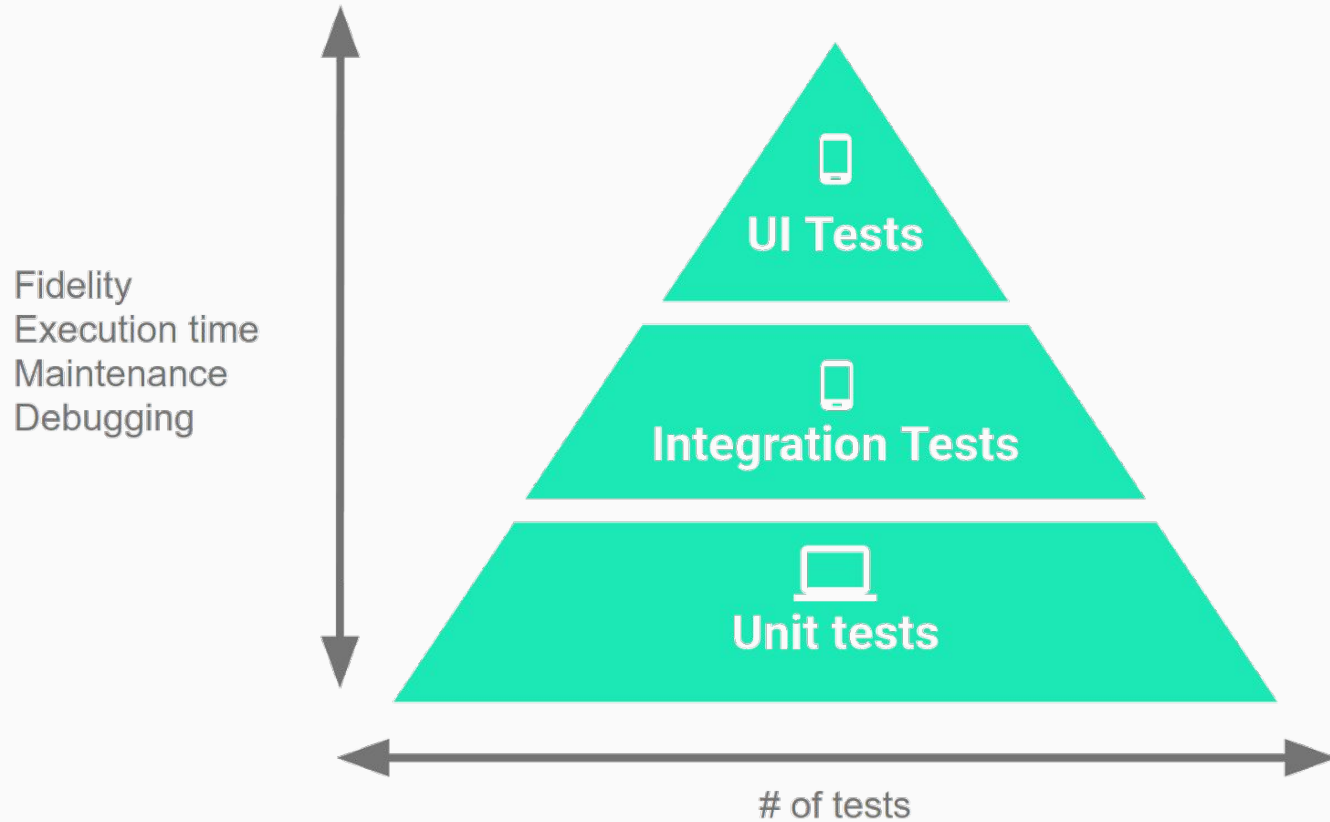 UI Tests
Fidelity
Execution time
Maintenance
Debugging
Integration Tests
Unit tests
# of tests